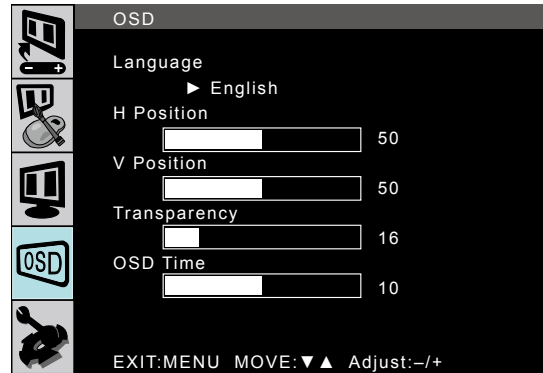 OSD
Language
► English
H Position
50
V Position
50
Transparency
16
OSD
OSD Time
10
EXIT:MENU MOVE:▼▲ Adjust:–/+